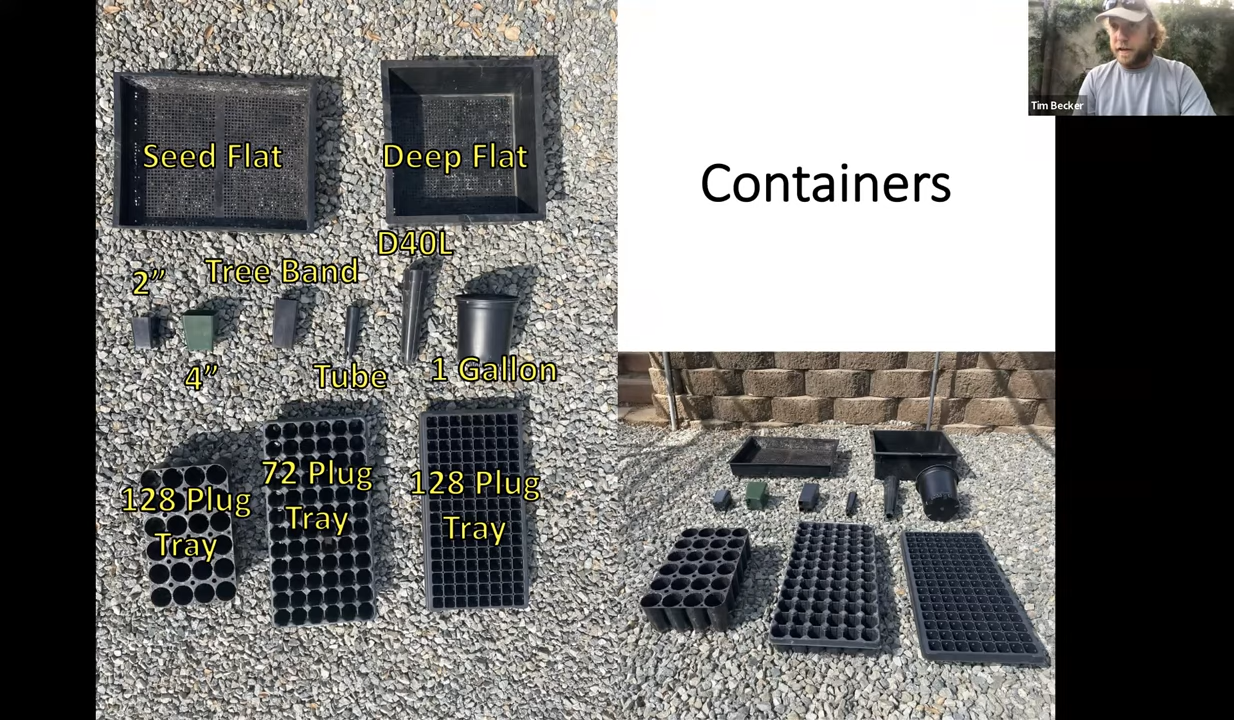 Seed Flat
Deep Flat
Containers
Tim Becker
D40L
2”
Tree Band
4”
Tube
1 Gallon
128 Plug
Tray
72 Plug
Tray
128 Plug
Tray